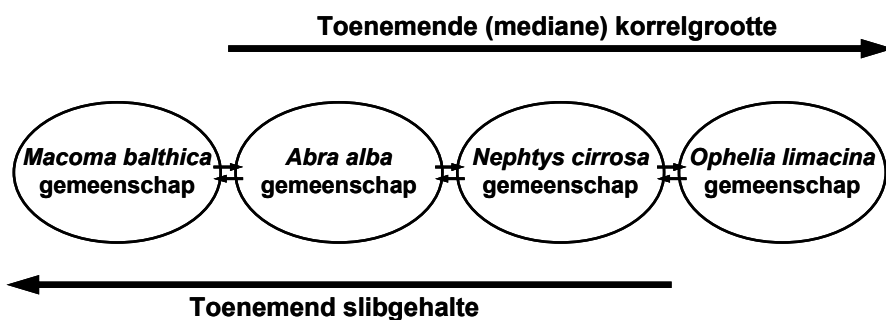 Toenemende (mediane) korrelgrootte
Macoma balthica
gemeenschap
Abra alba
gemeenschap
Nephtys cirrosa
gemeenschap
Ophelia limacina
gemeenschap
Toenemend slibgehalte